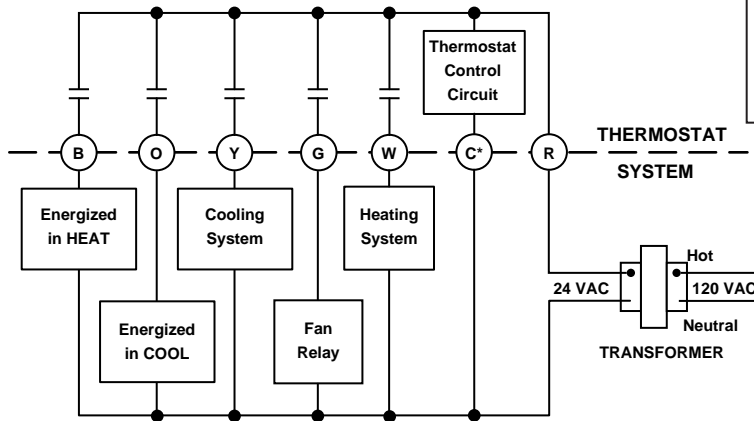 Thermostat
Control
Circuit
B O Y G W C* R
THERMOSTAT
SYSTEM
Energized
in HEAT
Cooling
System
Heating
System
Energized
in COOL
Fan
Relay
24 VAC
Hot
120 VAC
Neutral
TRANSFORMER